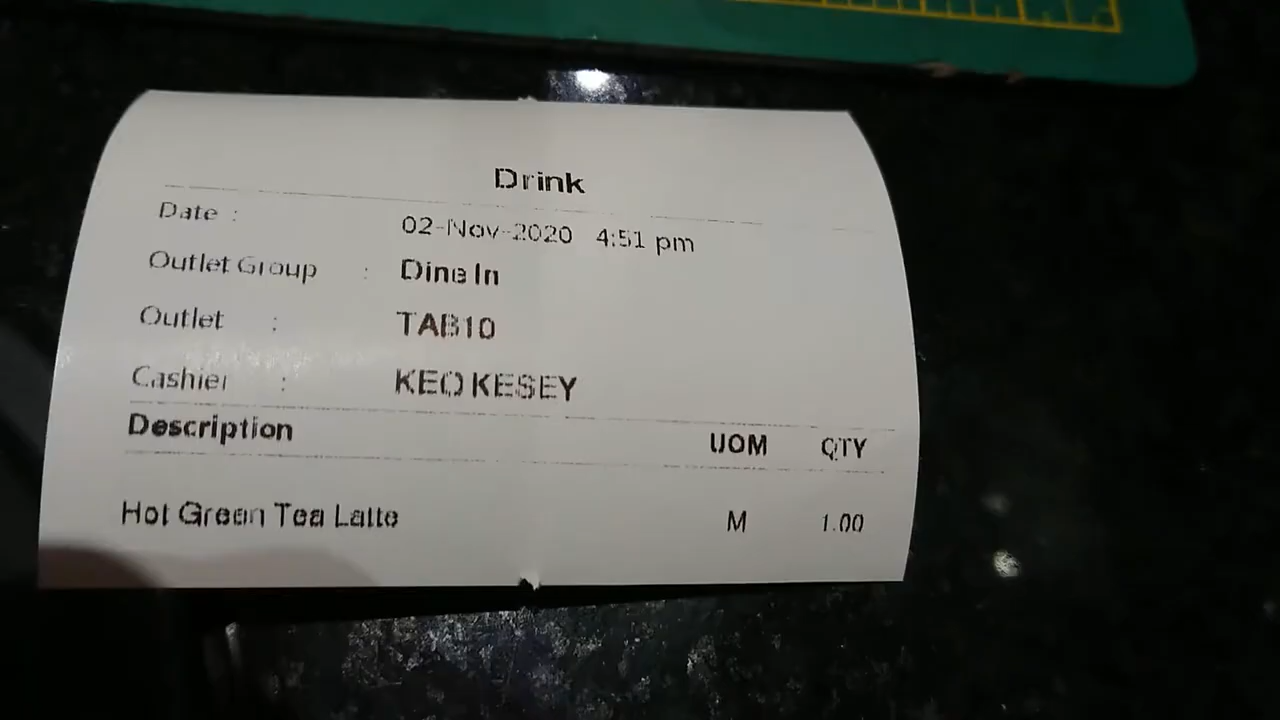 Drink
Date : 02-Nov-2020 4:51 pm
Outlet Group : Dine In
Outlet : TAB10
Cashier : KEO KESEY
Description UOM QTY
Hot Green Tea Latte M 1.00